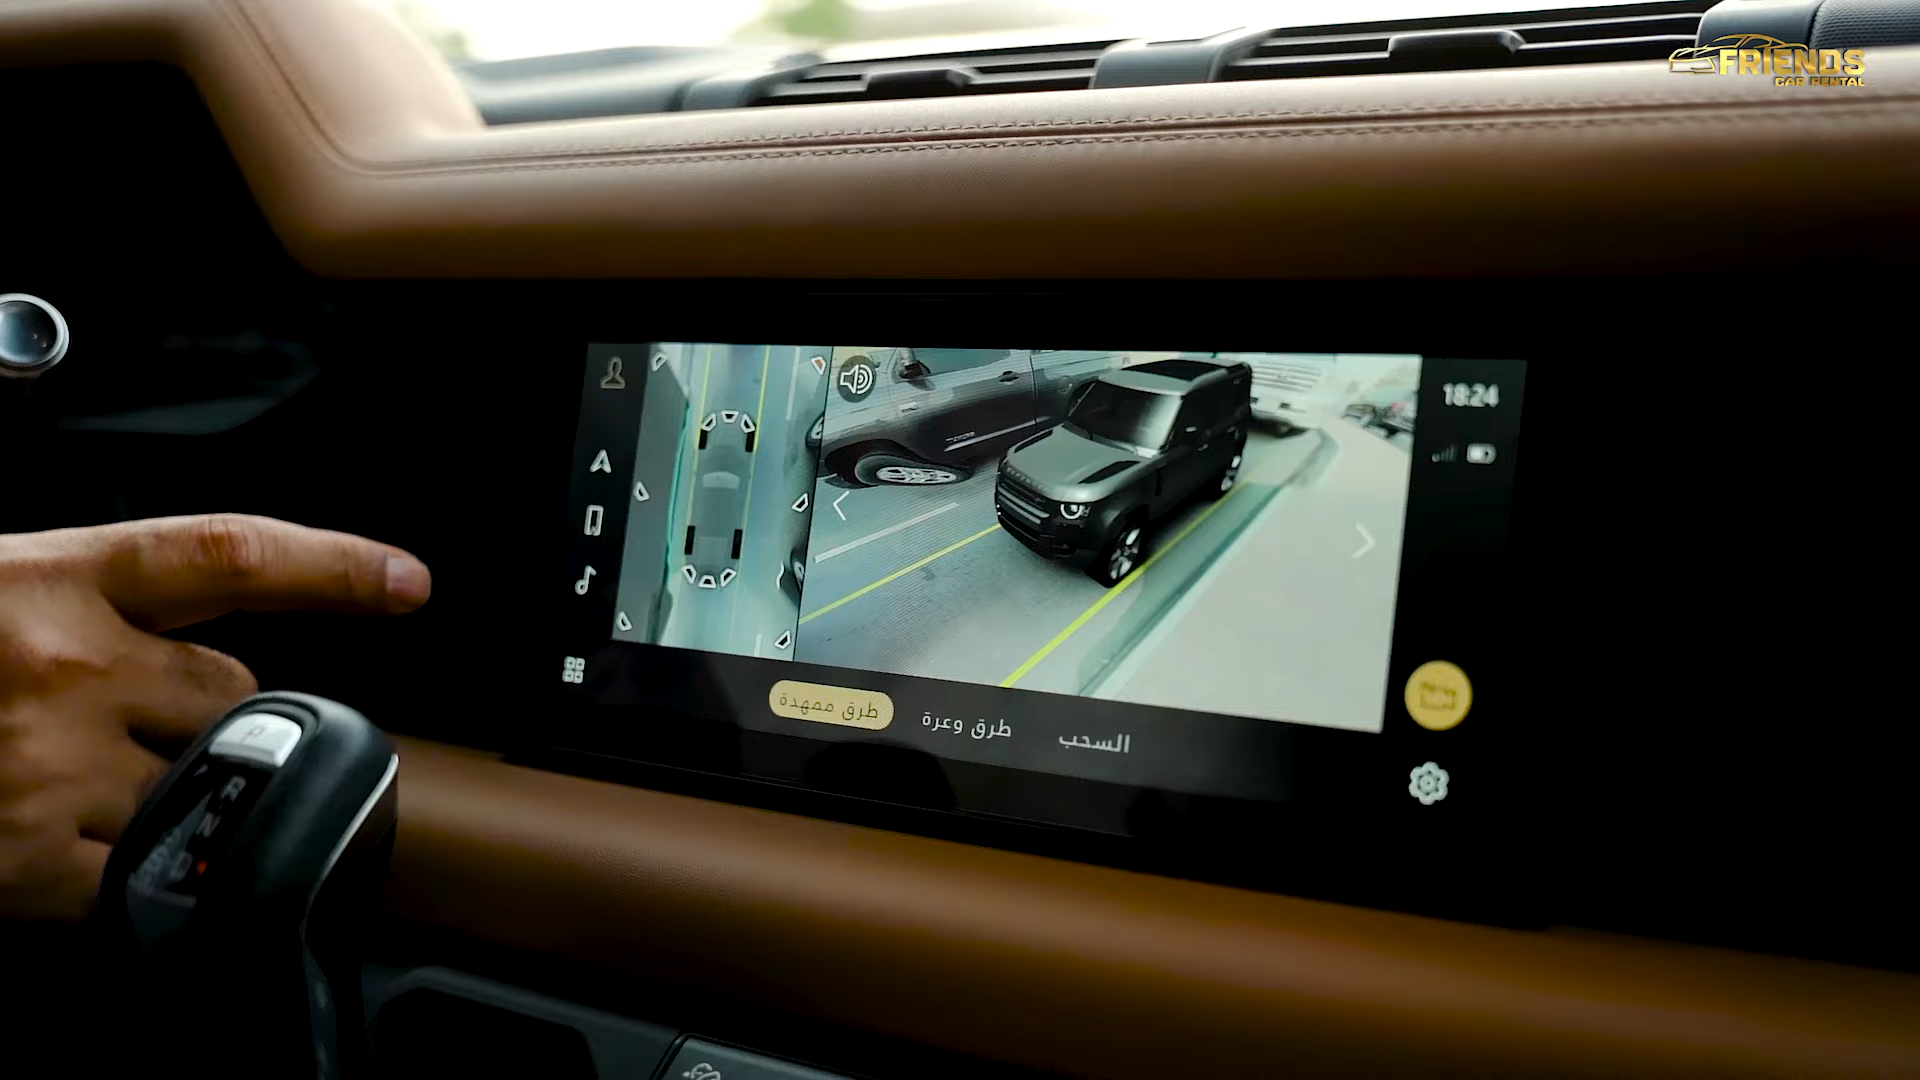 FRIENDS
CAR RENTAL
18:24
طرق ممهدة
طرق وعرة
السحب
P
R
N
D